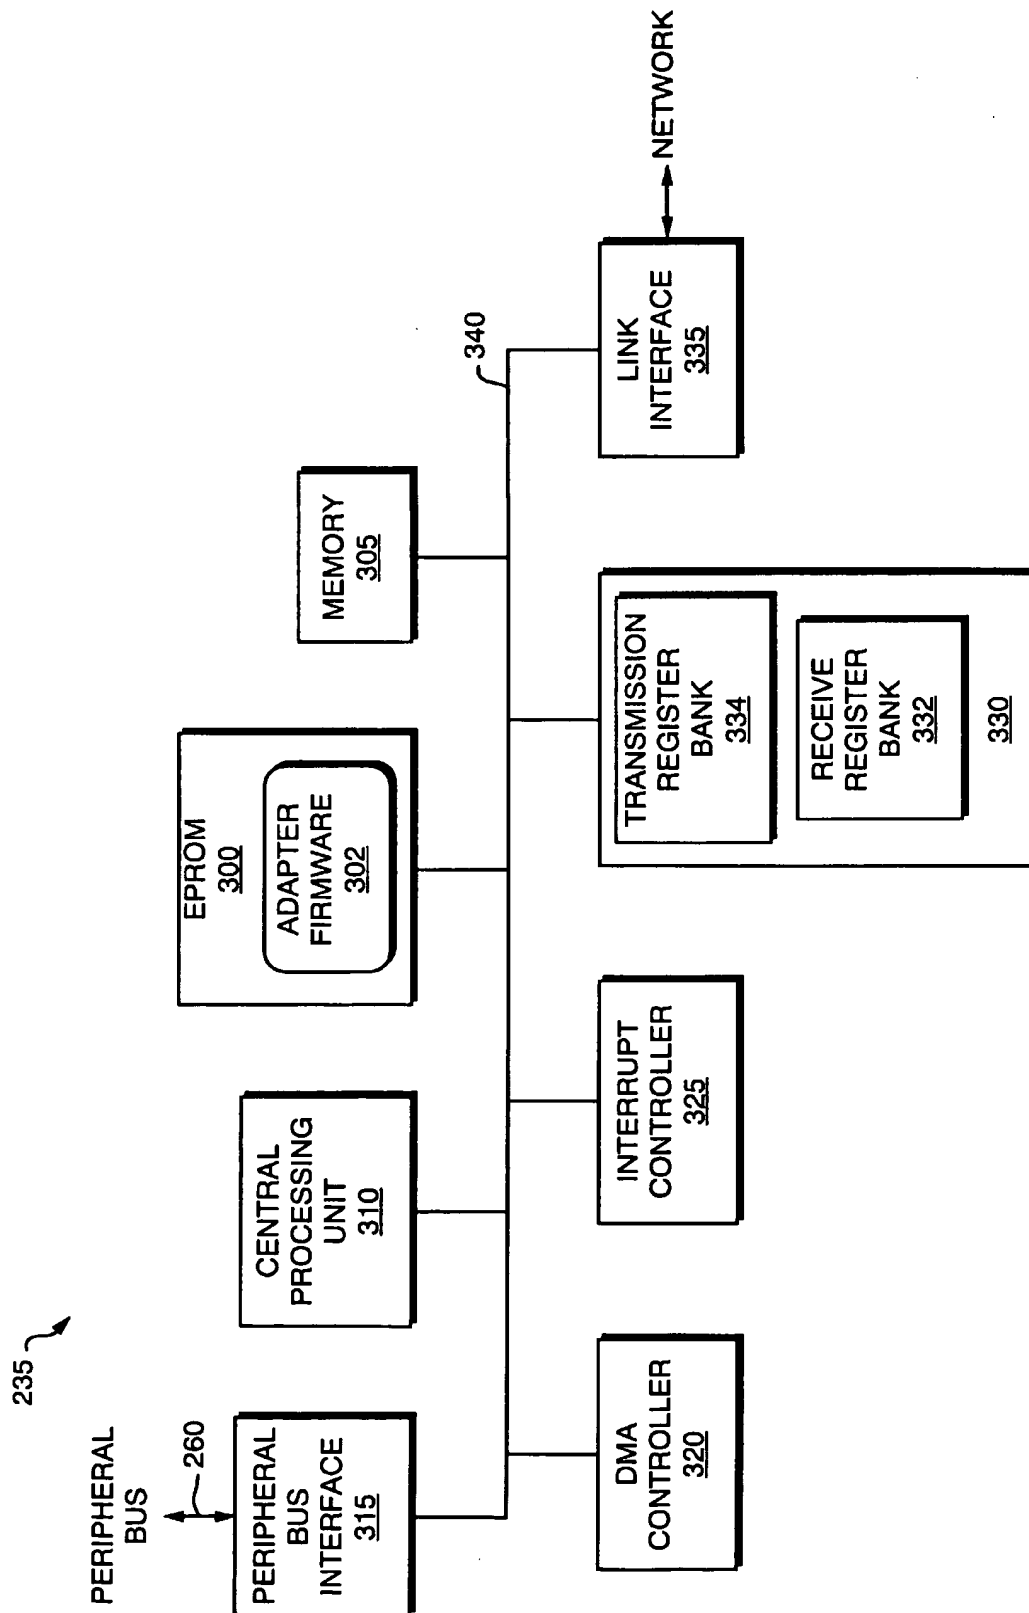 235
PERIPHERAL
BUS
260
PERIPHERAL
BUS
INTERFACE
315
CENTRAL
PROCESSING
UNIT
310
EPROM
300
ADAPTER
FIRMWARE
302
MEMORY
305
340
DMA
CONTROLLER
320
INTERRUPT
CONTROLLER
325
TRANSMISSION
REGISTER
BANK
334
RECEIVE
REGISTER
BANK
332
330
LINK
INTERFACE
335
NETWORK